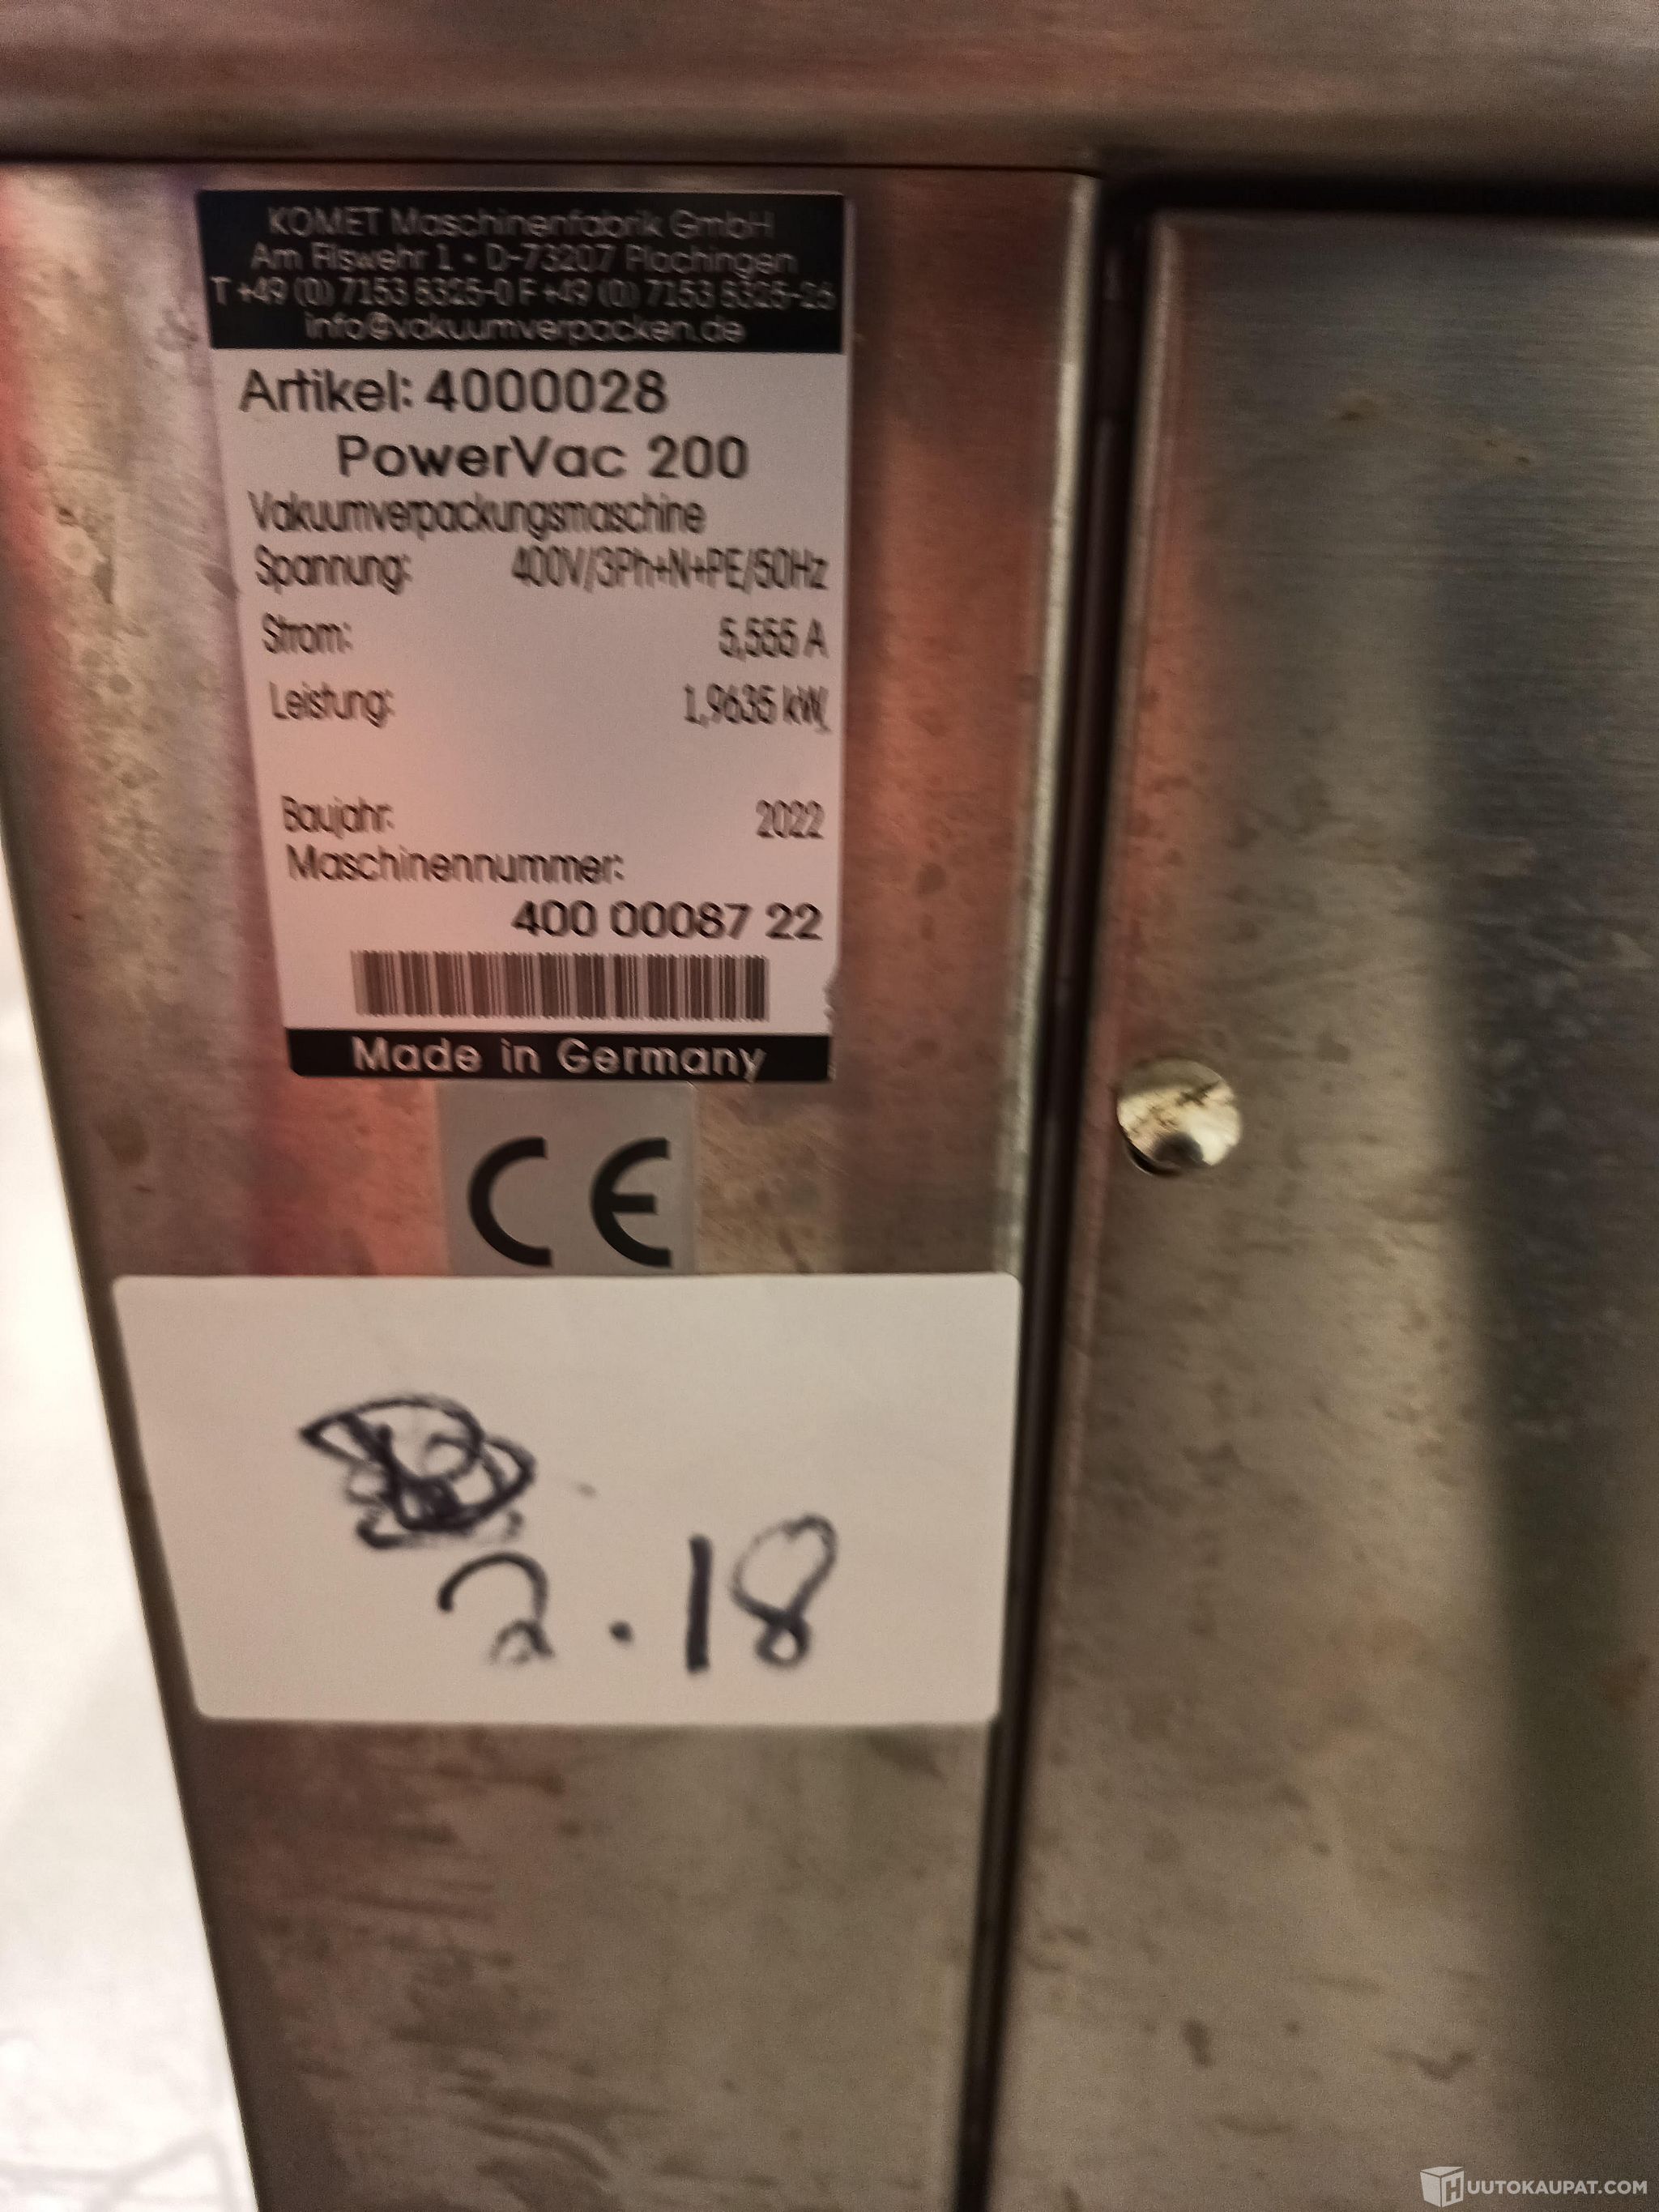 KOMET Maschinenfabrik GmbH
Am Filswehr 1 • D-73207 Plochingen
T +49 (0) 7153 8325-0 F +49 (0) 7153 8325-26
info@vakuumverpacken.de
Artikel: 4000028
PowerVac 200
Vakuumverpackungsmaschine
Spannung: 400V/3Ph+N+PE/50Hz
Strom: 5,555 A
Leistung: 1,9635 kW
Baujahr: 2022
Maschinennummer:
400 00087 22
Made in Germany
CE
2.18
HUUTOKAUPAT.COM